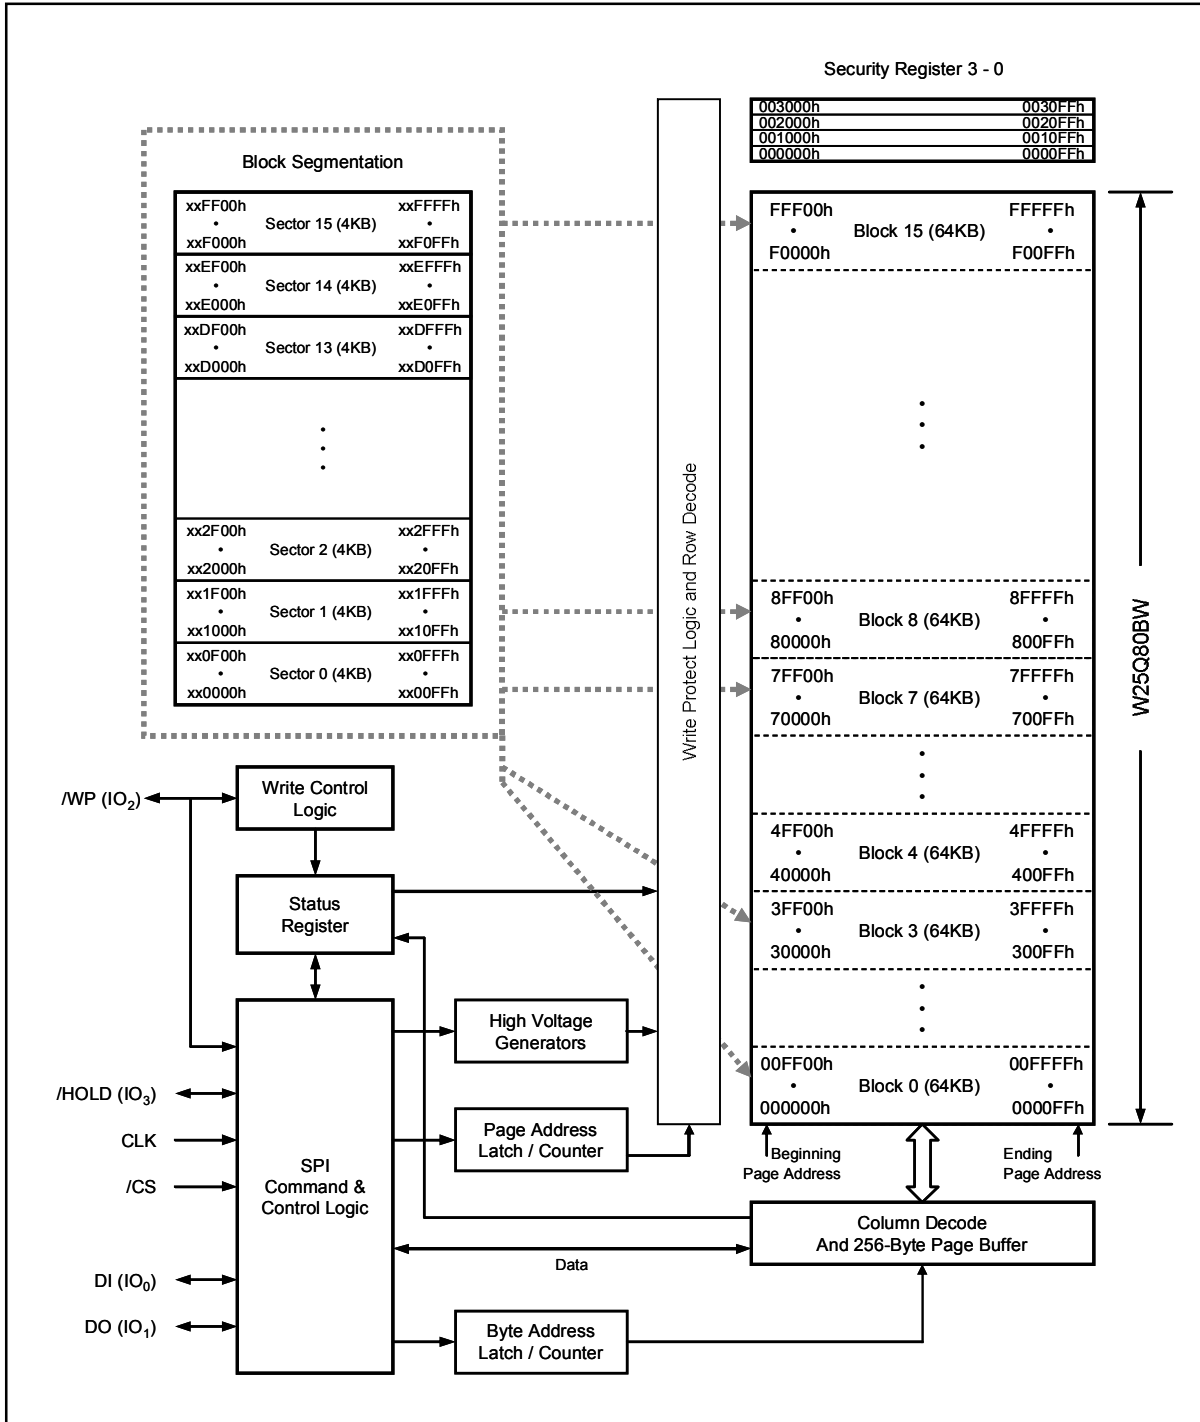 Security Register 3 - 0
003000h 0030FFh
002000h 0020FFh
001000h 0010FFh
000000h 0000FFh
Block Segmentation
xxFF00h xxFFFFh
• Sector 15 (4KB) •
xxF000h xxF0FFh
xxEF00h xxEFFFh
• Sector 14 (4KB) •
xxE000h xxE0FFh
xxDF00h xxDFFFh
• Sector 13 (4KB) •
xxD000h xxD0FFh
xx2F00h xx2FFFh
• Sector 2 (4KB) •
xx2000h xx20FFh
xx1F00h xx1FFFh
• Sector 1 (4KB) •
xx1000h xx10FFh
xx0F00h xx0FFFh
• Sector 0 (4KB) •
xx0000h xx00FFh
Write Protect Logic and Row Decode
FFF00h FFFFFh
• Block 15 (64KB) •
F0000h F00FFh
8FF00h 8FFFFh
• Block 8 (64KB) •
80000h 800FFh
7FF00h 7FFFFh
• Block 7 (64KB) •
70000h 700FFh
4FF00h 4FFFFh
• Block 4 (64KB) •
40000h 400FFh
3FF00h 3FFFFh
• Block 3 (64KB) •
30000h 300FFh
00FF00h 00FFFFh
• Block 0 (64KB) •
000000h 0000FFh
W25Q80BW
Beginning
Page Address
Ending
Page Address
/WP (IO2)
Write Control
Logic
Status
Register
High Voltage
Generators
/HOLD (IO3)
CLK
/CS
DI (IO0)
DO (IO1)
SPI
Command &
Control Logic
Page Address
Latch / Counter
Column Decode
And 256-Byte Page Buffer
Data
Byte Address
Latch / Counter